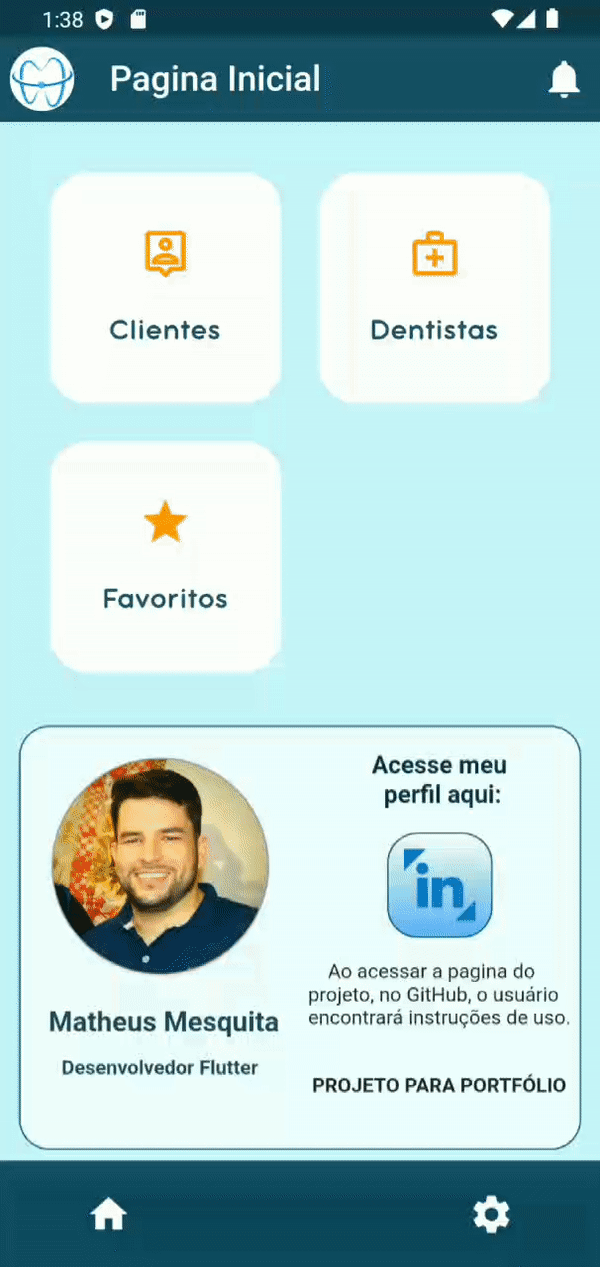 1:38
Pagina Inicial
Clientes
Dentistas
Favoritos
Acesse meu
perfil aqui:
in
Ao acessar a pagina do
projeto, no GitHub, o usuário
encontrará instruções de uso.
Matheus Mesquita
Desenvolvedor Flutter
PROJETO PARA PORTFÓLIO